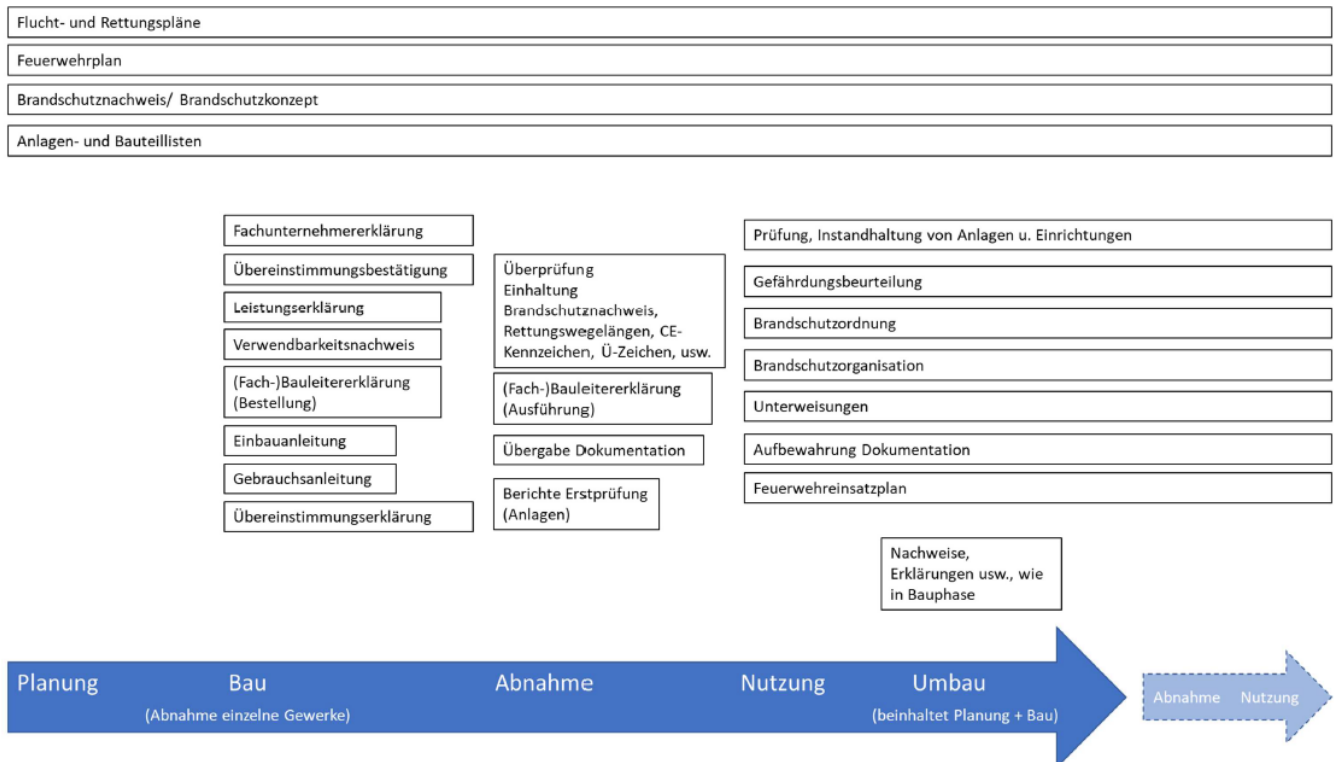 Flucht- und Rettungspläne
Feuerwehrplan
Brandschutznachweis/ Brandschutzkonzept
Anlagen- und Bauteillisten
Fachunternehmererklärung
Übereinstimmungsbestätigung
Leistungserklärung
Verwendbarkeitsnachweis
(Fach-)Bauleitererklärung
(Bestellung)
Einbauanleitung
Gebrauchsanleitung
Übereinstimmungserklärung
Überprüfung
Einhaltung
Brandschutznachweis,
Rettungswegelängen, CE-
Kennzeichen, Ü-Zeichen, usw.
(Fach-)Bauleitererklärung
(Ausführung)
Übergabe Dokumentation
Berichte Erstprüfung
(Anlagen)
Prüfung, Instandhaltung von Anlagen u. Einrichtungen
Gefährdungsbeurteilung
Brandschutzordnung
Brandschutzorganisation
Unterweisungen
Aufbewahrung Dokumentation
Feuerwehreinsatzplan
Nachweise,
Erklärungen usw., wie
in Bauphase
Planung
Bau
(Abnahme einzelne Gewerke)
Abnahme
Nutzung
Umbau
(beinhaltet Planung + Bau)
Abnahme
Nutzung